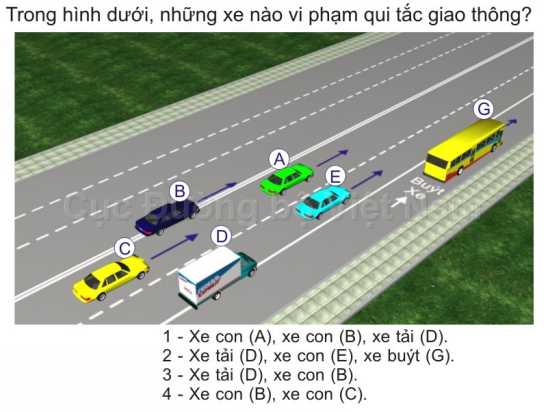 Trong hình dưới, những xe nào vi phạm qui tắc giao thông?
G
A
E
B
C
D
Buýt
Xe
Cục Đường bộ Việt Nam
1 - Xe con (A), xe con (B), xe tải (D).
2 - Xe tải (D), xe con (E), xe buýt (G).
3 - Xe tải (D), xe con (B).
4 - Xe con (B), xe con (C).